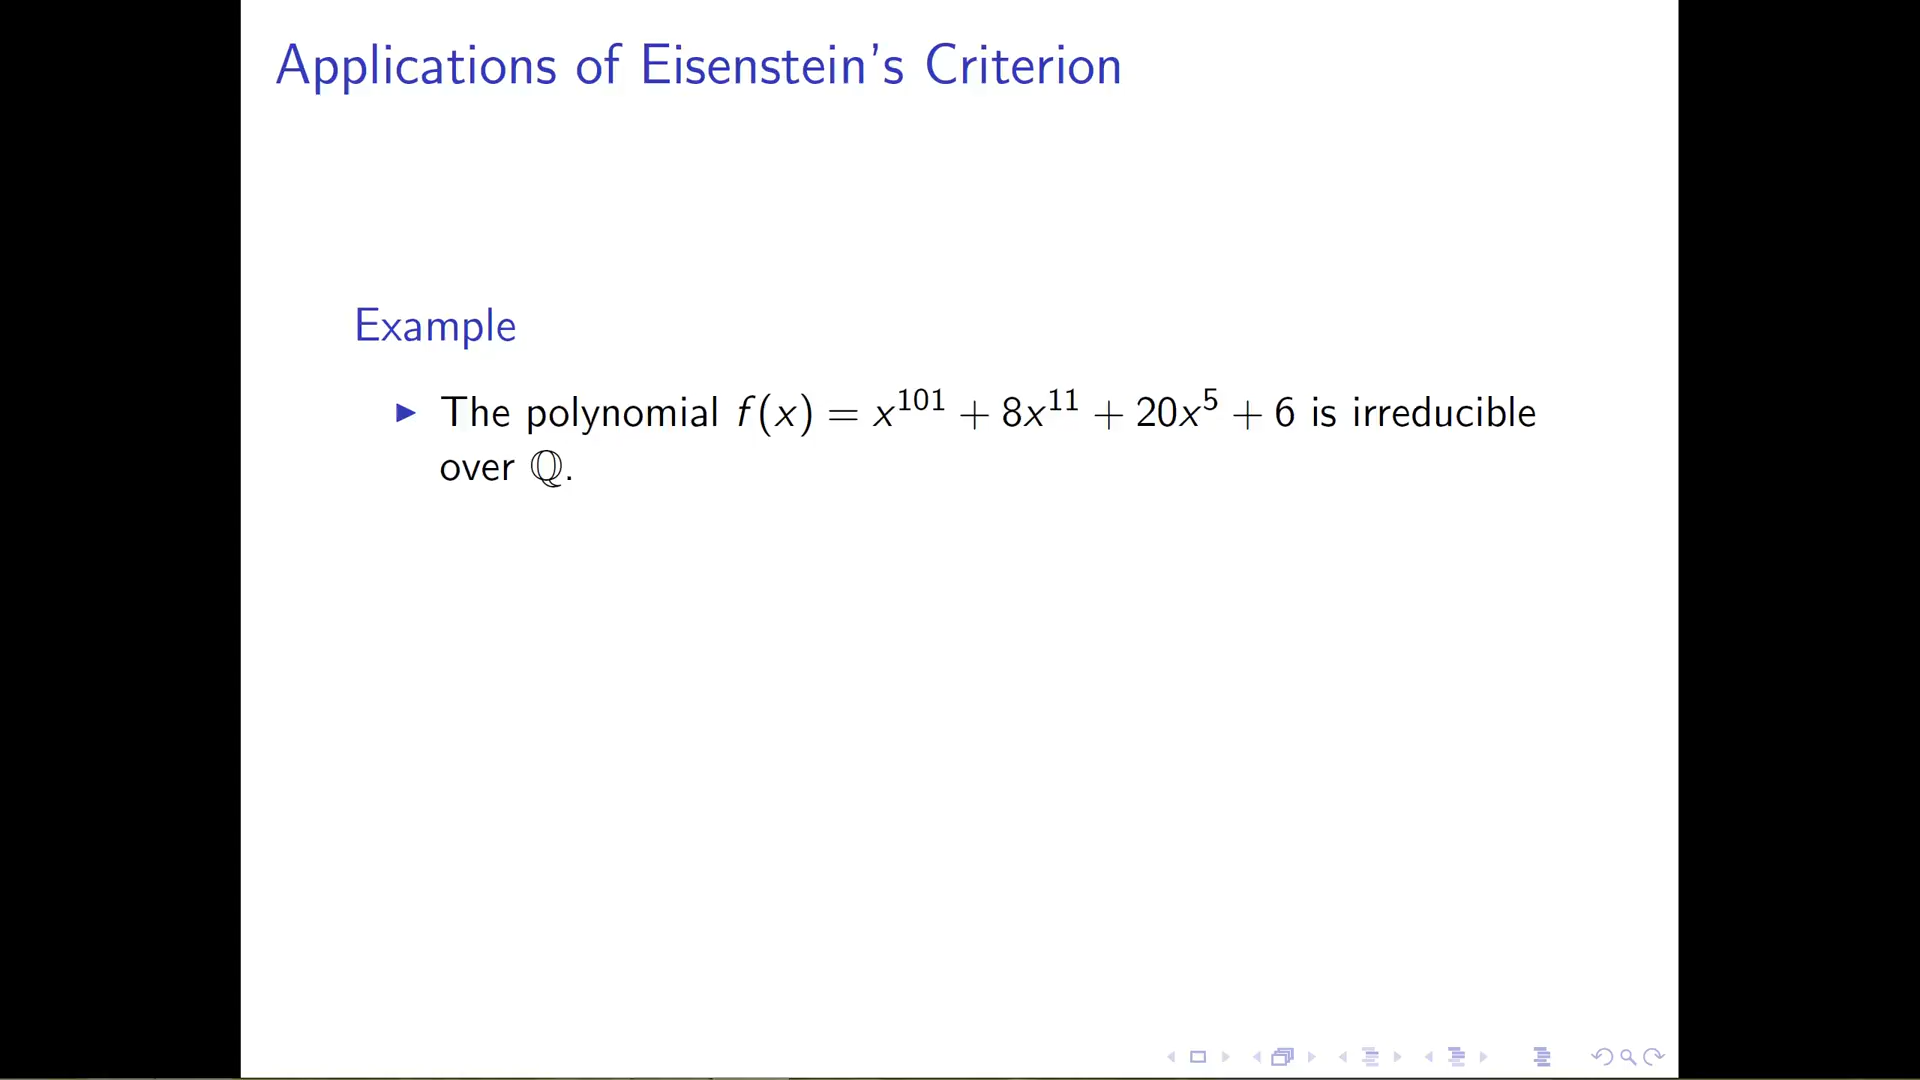 Applications of Eisenstein's Criterion
Example
▶ The polynomial f(x) = x^101 + 8x^11 + 20x^5 + 6 is irreducible
over ℚ.